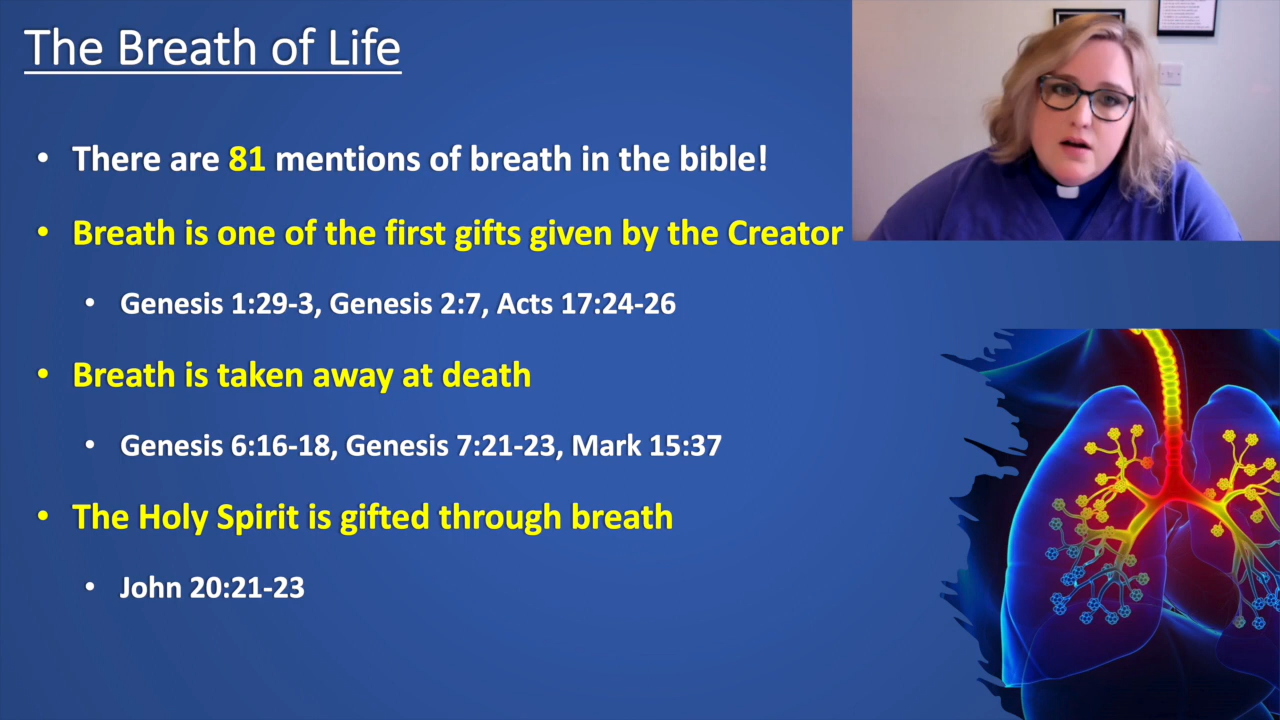 The Breath of Life
• There are 81 mentions of breath in the bible!
• Breath is one of the first gifts given by the Creator
• Genesis 1:29-3, Genesis 2:7, Acts 17:24-26
• Breath is taken away at death
• Genesis 6:16-18, Genesis 7:21-23, Mark 15:37
• The Holy Spirit is gifted through breath
• John 20:21-23